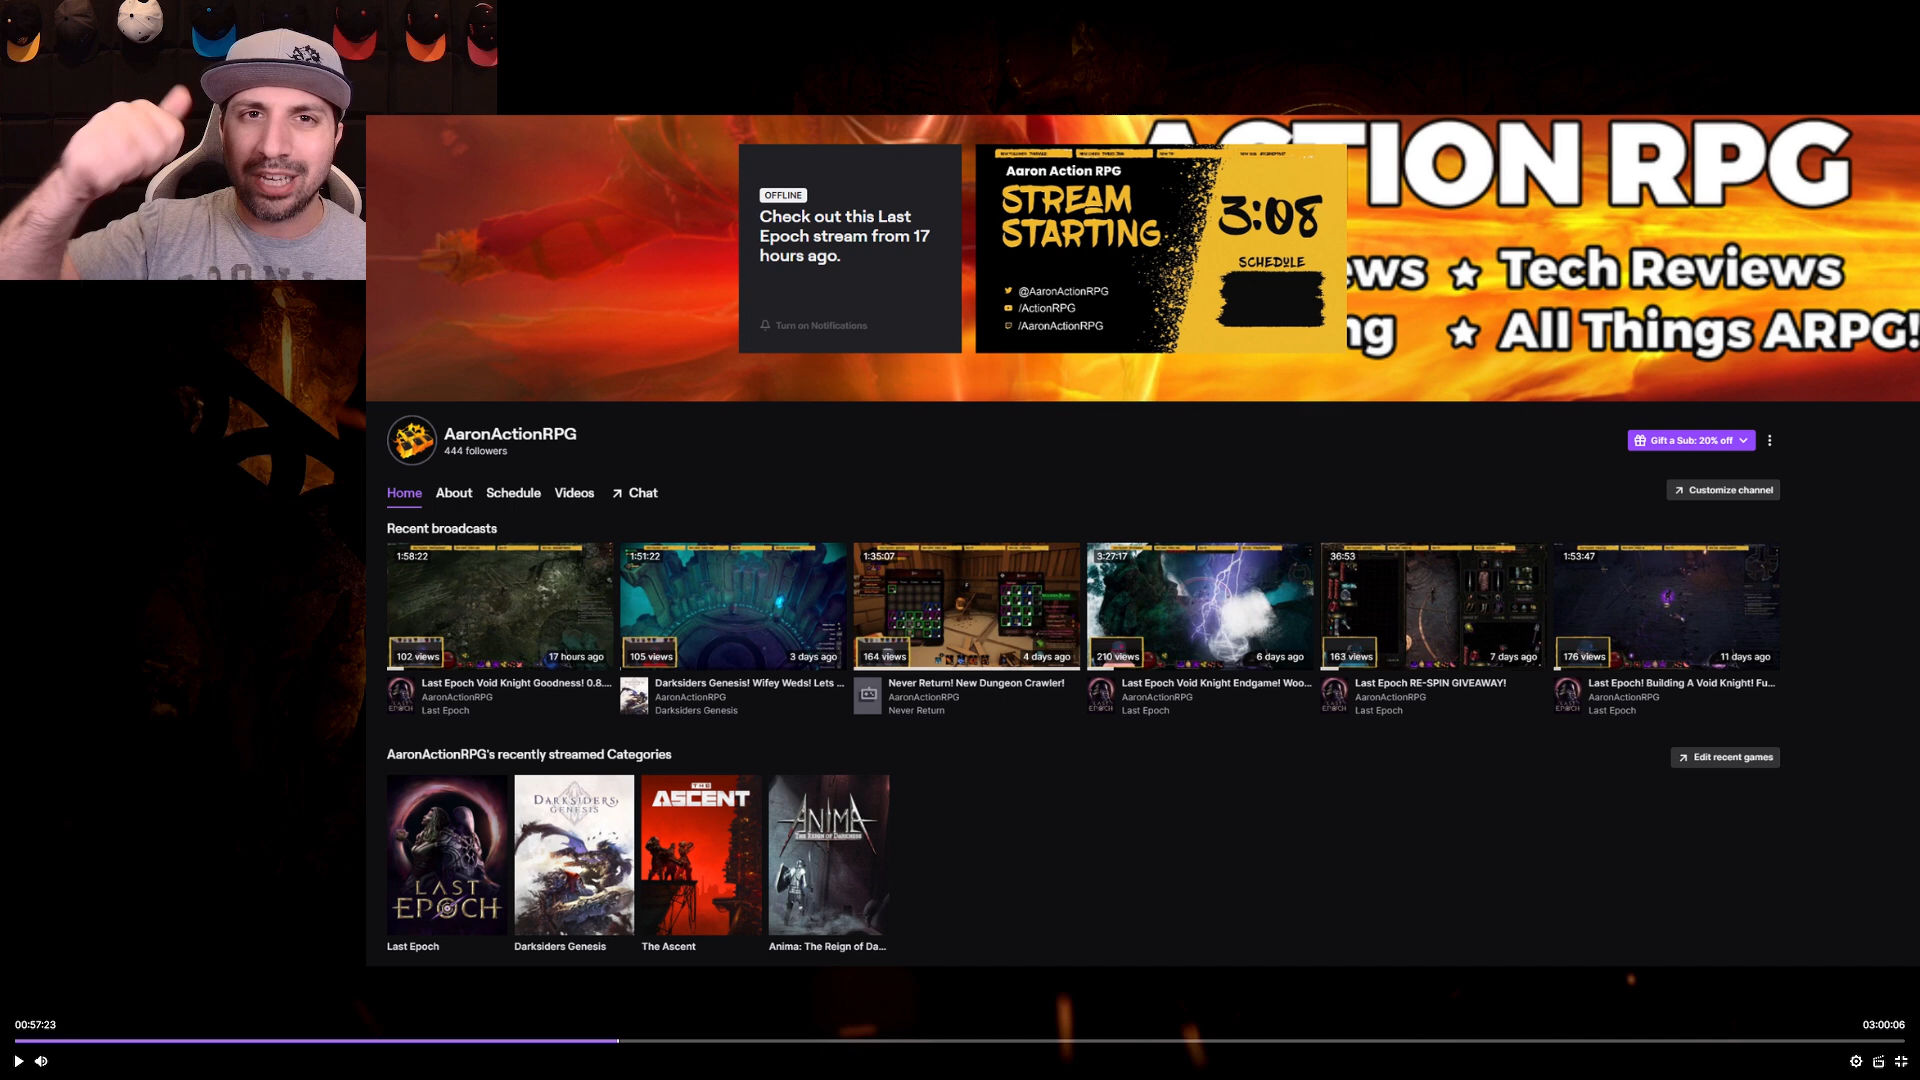 ACTION RPG
ews ★ Tech Reviews
ng ★ All Things ARPG!
OFFLINE
Check out this Last
Epoch stream from 17
hours ago.
Turn on Notifications
Aaron Action RPG
STREAM
STARTING
3:08
SCHEDULE
@AaronActionRPG
/ActionRPG
/AaronActionRPG
AaronActionRPG
444 followers
Gift a Sub: 20% off
Home About Schedule Videos Chat
Customize channel
Recent broadcasts
1:58:22
102 views
17 hours ago
Last Epoch Void Knight Goodness! 0.8....
AaronActionRPG
Last Epoch
1:51:22
105 views
3 days ago
Darksiders Genesis! Wifey Weds! Lets ...
AaronActionRPG
Darksiders Genesis
1:35:07
164 views
4 days ago
Never Return! New Dungeon Crawler!
AaronActionRPG
Never Return
3:27:17
210 views
6 days ago
Last Epoch Void Knight Endgame! Woo...
AaronActionRPG
Last Epoch
36:53
163 views
7 days ago
Last Epoch RE-SPIN GIVEAWAY!
AaronActionRPG
Last Epoch
1:53:47
176 views
11 days ago
Last Epoch! Building A Void Knight! Fu...
AaronActionRPG
Last Epoch
AaronActionRPG's recently streamed Categories
Edit recent games
LAST
EPOCH
DARKSIDERS
GENESIS
THE
ASCENT
ANIMA
THE REIGN OF DARKNESS
Last Epoch
Darksiders Genesis
The Ascent
Anima: The Reign of Da...
00:57:23
03:00:06